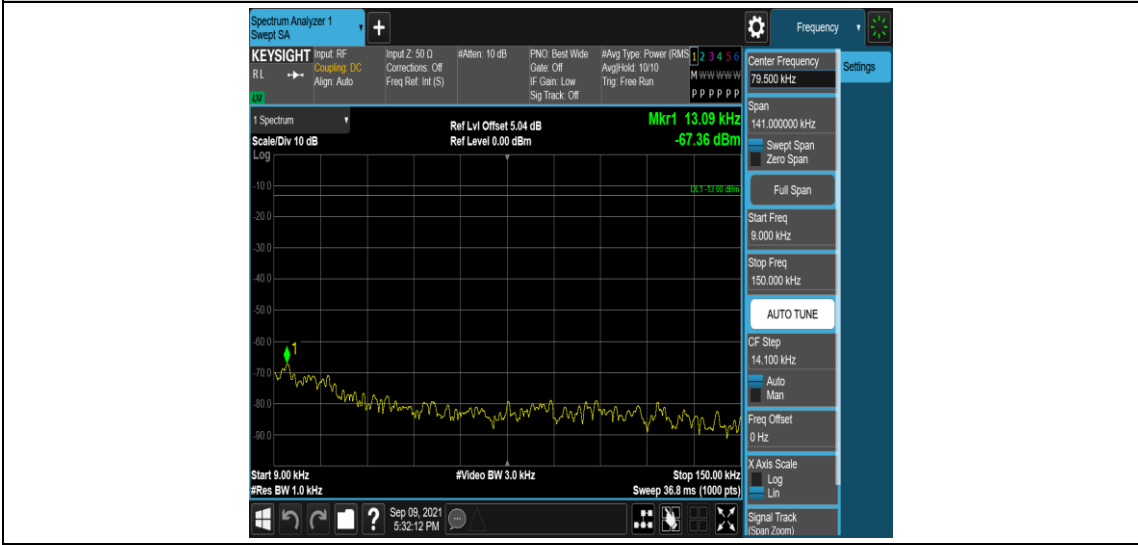 Spectrum Analyzer 1
Swept SA
+
Frequency
KEYSIGHT
RL
LM
Input: RF
Coupling: DC
Align: Auto
Input Z: 50 Ω
Corrections: Off
Freq Ref: Int (S)
#Atten: 10 dB
PNO: Best Wide
Gate: Off
IF Gain: Low
Sig Track: Off
#Avg Type: Power (RMS
Avg|Hold: 10/10
Trig: Free Run
1 2 3 4 5 6
M W W W W W
P P P P P P
1 Spectrum
Scale/Div 10 dB
Log
Ref Lvl Offset 5.04 dB
Ref Level 0.00 dBm
Mkr1 13.09 kHz
-67.36 dBm
DL1 -13.00 dBm
-10.0
-20.0
-30.0
-40.0
-50.0
-60.0
-70.0
-80.0
-90.0
1
Start 9.00 kHz
#Res BW 1.0 kHz
#Video BW 3.0 kHz
Stop 150.00 kHz
Sweep 36.8 ms (1000 pts)
?
Sep 09, 2021
5:32:12 PM
Center Frequency
79.500 kHz
Settings
Span
141.000000 kHz
Swept Span
Zero Span
Full Span
Start Freq
9.000 kHz
Stop Freq
150.000 kHz
AUTO TUNE
CF Step
14.100 kHz
Auto
Man
Freq Offset
0 Hz
X Axis Scale
Log
Lin
Signal Track
(Span Zoom)